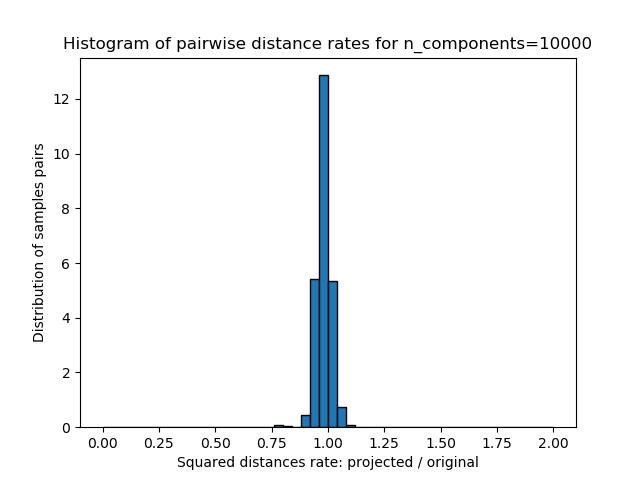 Histogram of pairwise distance rates for n_components=10000
Distribution of samples pairs
12
10
8
6
4
2
0
0.00 0.25 0.50 0.75 1.00 1.25 1.50 1.75 2.00
Squared distances rate: projected / original